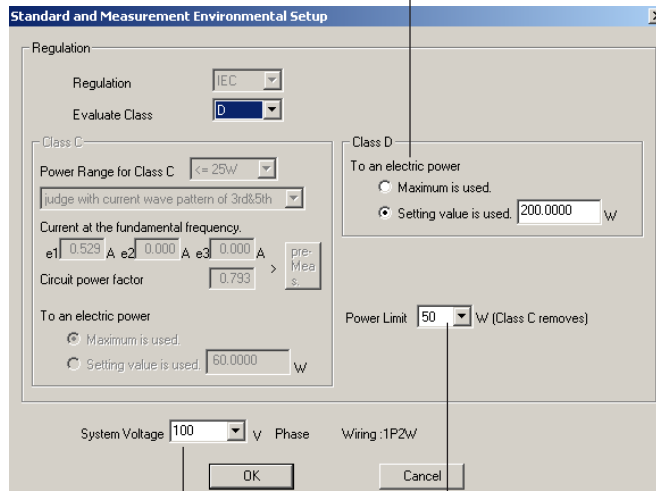 Standard and Measurement Environmental Setup
Regulation
Regulation IEC
Evaluate Class D
Class C
Power Range for Class C <= 25W
judge with current wave pattern of 3rd&5th
Current at the fundamental frequency.
e1 0.529 A e2 0.000 A e3 0.000 A > pre-Meas.
Circuit power factor 0.793
To an electric power
Maximum is used.
Setting value is used. 60.0000 W
Class D
To an electric power
Maximum is used.
Setting value is used. 200.0000 W
Power Limit 50 W (Class C removes)
System Voltage 100 V Phase Wiring :1P2W
OK Cancel